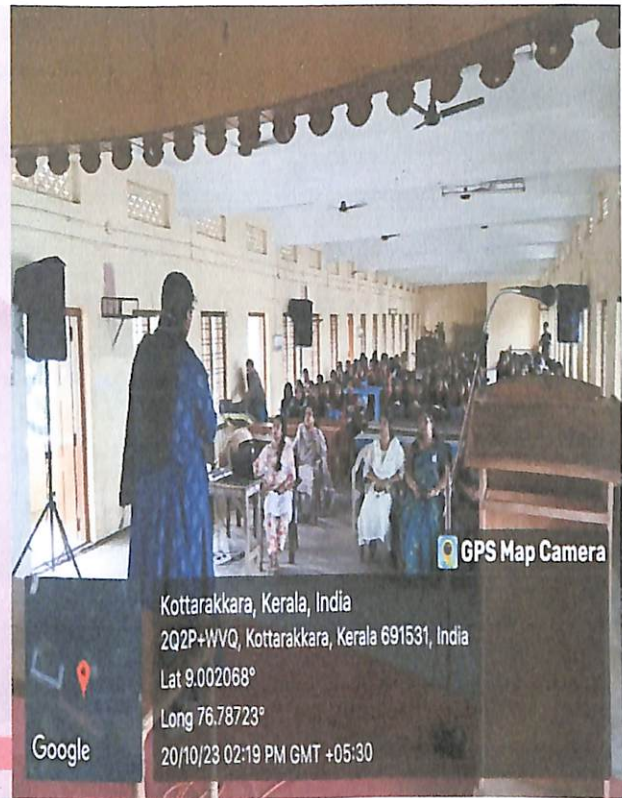 GPS Map Camera
Kottarakkara, Kerala, India
2Q2P+WVQ, Kottarakkara, Kerala 691531, India
Lat 9.002068°
Long 76.78723°
20/10/23 02:19 PM GMT +05:30
Google